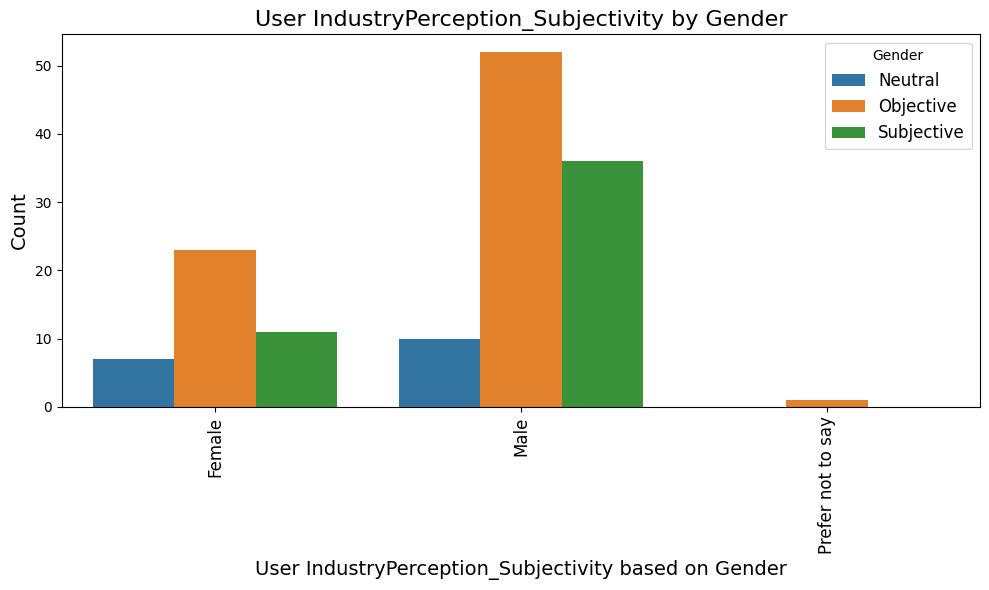 User IndustryPerception_Subjectivity by Gender
Gender
Neutral
Objective
Subjective
Count
50
40
30
20
10
0
Female
Male
Prefer not to say
User IndustryPerception_Subjectivity based on Gender